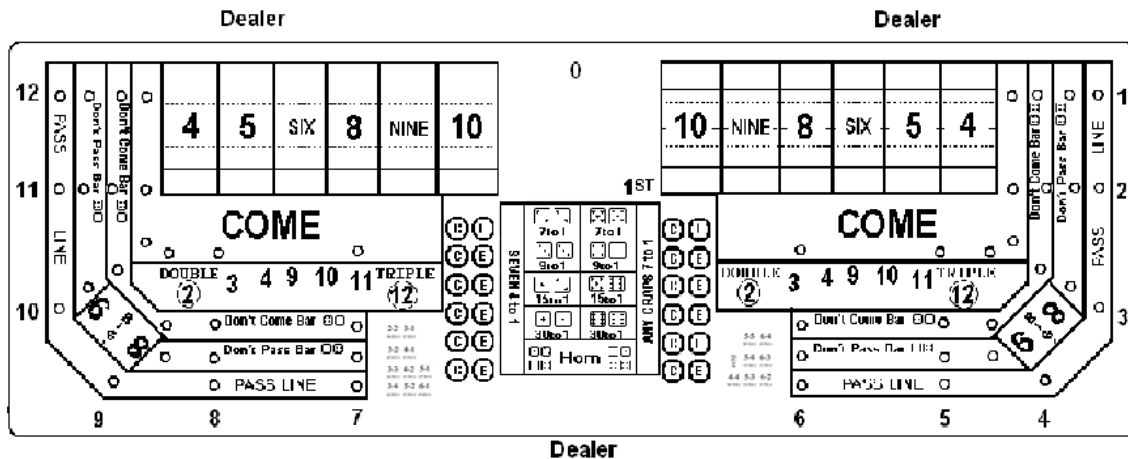 Dealer
Dealer
0
12
11
10
9
8
7
PASS
LINE
Don't Pass Bar
Don't Come Bar
4 5 SIX 8 NINE 10
COME
DOUBLE
2
3 4 9 10 11
TRIPLE
12
6 8
Don't Come Bar
Don't Pass Bar
PASS LINE
1ST
SEVEN 4 to 1
ANY CRAPS 7 to 1
7to1 7to1
9to1 9to1
15to1 15to1
30to1 30to1
Horn
C E
C E
C E
C E
C E
10 NINE 8 SIX 5 4
COME
DOUBLE
2
3 4 9 10 11
TRIPLE
12
6 8
Don't Come Bar
Don't Pass Bar
PASS LINE
Don't Come Bar
Don't Pass Bar
LINE
PASS
1
2
3
4
5
6
Dealer